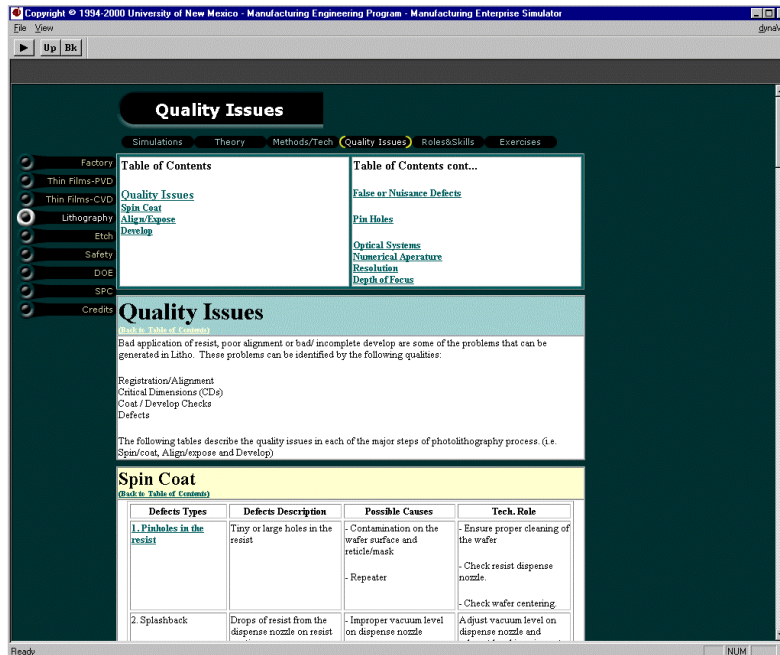 Copyright © 1994-2000 University of New Mexico - Manufacturing Engineering Program - Manufacturing Enterprise Simulator
File View
Up Bk
Quality Issues
Simulations Theory Methods/Tech Quality Issues Roles&Skills Exercises
Factory
Thin Films-PVD
Thin Films-CVD
Lithography
Etch
Safety
DOE
SPC
Credits
Table of Contents
Quality Issues
Spin Coat
Align/Expose
Develop
Table of Contents cont...
False or Nuisance Defects
Pin Holes
Optical Systems
Numerical Aperature
Resolution
Depth of Focus
Quality Issues
(Back to Table of Contents)
Bad application of resist, poor alignment or bad/ incomplete develop are some of the problems that can be
generated in Litho. These problems can be identified by the following qualities:
Registration/Alignment
Critical Dimensions (CDs)
Coat / Develop Checks
Defects
The following tables describe the quality issues in each of the major steps of photolithography process. (i.e.
Spin/coat, Align/expose and Develop)
Spin Coat
(Back to Table of Contents)
Defects Types Defects Description Possible Causes Tech. Role
1. Pinholes in the
resist
Tiny or large holes in the
resist
- Contamination on the
wafer surface and
reticle/mask
- Repeater
- Ensure proper cleaning of
the wafer
- Check resist dispense
nozzle.
- Check wafer centering.
2. Splashback
Drops of resist from the
dispense nozzle on resist
- Improper vacuum level
on dispense nozzle
Adjust vacuum level on
dispense nozzle and
Ready NUM